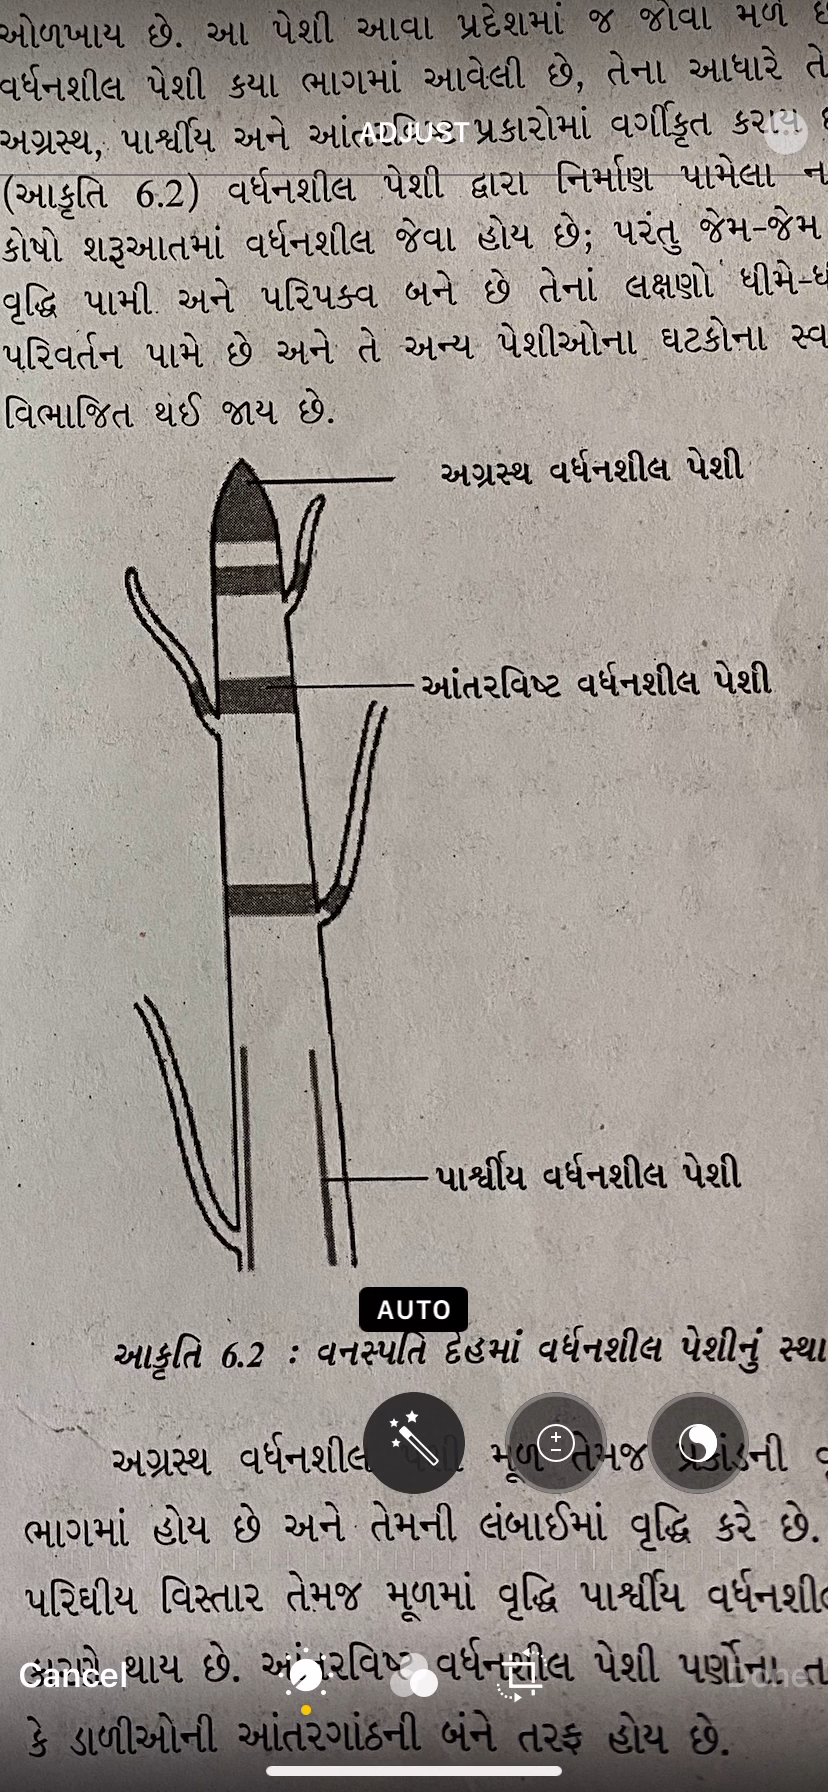 ઓળખાય છે. આ પેશી આવા પ્રદેશમાં જ જોવા મળે
વર્ધનશીલ પેશી કયા ભાગમાં આવેલી છે, તેના આધારે
ADJUST
અગ્રસ્થ, પાર્શ્વીય અને પ્રકારોમાં વર્ગીકૃત કરાય
(આકૃતિ 6.2) વર્ધનશીલ પેશી દ્વારા નિર્માણ પામેલા
કોષો શરૂઆતમાં વર્ધનશીલ જેવા હોય છે; પરંતુ જેમ-જેમ
વૃદ્ધિ પામી અને પરિપક્વ બને છે તેનાં લક્ષણો
પરિવર્તન પામે છે અને તે અન્ય પેશીઓના ઘટકોના
વિભાજિત થઈ જાય છે.
અગ્રસ્થ વર્ધનશીલ પેશી
આંતરવિષ્ટ વર્ધનશીલ પેશી
પાર્શ્વીય વર્ધનશીલ પેશી
AUTO
આકૃતિ 6.2 : વનસ્પતિ દેહમાં વર્ધનશીલ પેશીનું
અગ્રસ્થ વર્ધનશીલ મૂળ તેમજ પ્રકાંડની
ભાગમાં હોય છે અને તેમની લંબાઈમાં વૃદ્ધિ કરે છે.
પરિઘીય વિસ્તાર તેમજ મૂળમાં વૃદ્ધિ પાર્શ્વીય વર્ધનશીલ
થાય છે. આંતરવિષ્ટ વર્ધનશીલ પેશી પર્ણોના
Cancel
Done
કે ડાળીઓની આંતરગાંઠની બંને તરફ હોય છે.